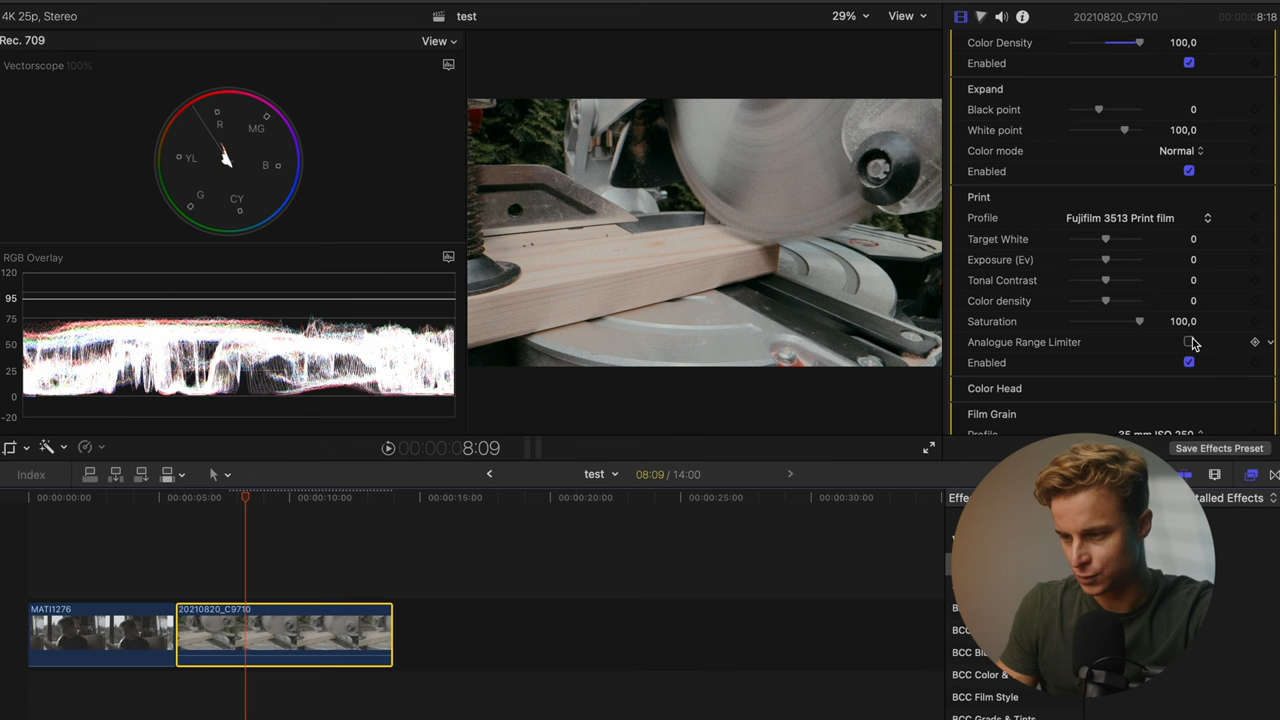 4K 25p, Stereo
test
29%
View
20210820_C9710
00:00:00:8:18
Rec. 709
View
Vectorscope 100%
R
MG
YL
B
G
CY
RGB Overlay
120
95
75
50
25
0
-20
Color Density
100,0
Enabled
Expand
Black point
0
White point
100,0
Color mode
Normal
Enabled
Print
Profile
Fujifilm 3513 Print film
Target White
0
Exposure (Ev)
0
Tonal Contrast
0
Color density
0
Saturation
100,0
Analogue Range Limiter
Enabled
Color Head
Film Grain
Profile
35 mm ISO 250
Save Effects Preset
00:00:00:8:09
Index
test
08:09 / 14:00
00:00:00:00
00:00:05:00
00:00:10:00
00:00:15:00
00:00:20:00
00:00:25:00
00:00:30:00
MATI1276
20210820_C9710
Effe
talled Effects
BCC
BCC Bl
BCC Color &
BCC Film Style
BCC Grads & Tints